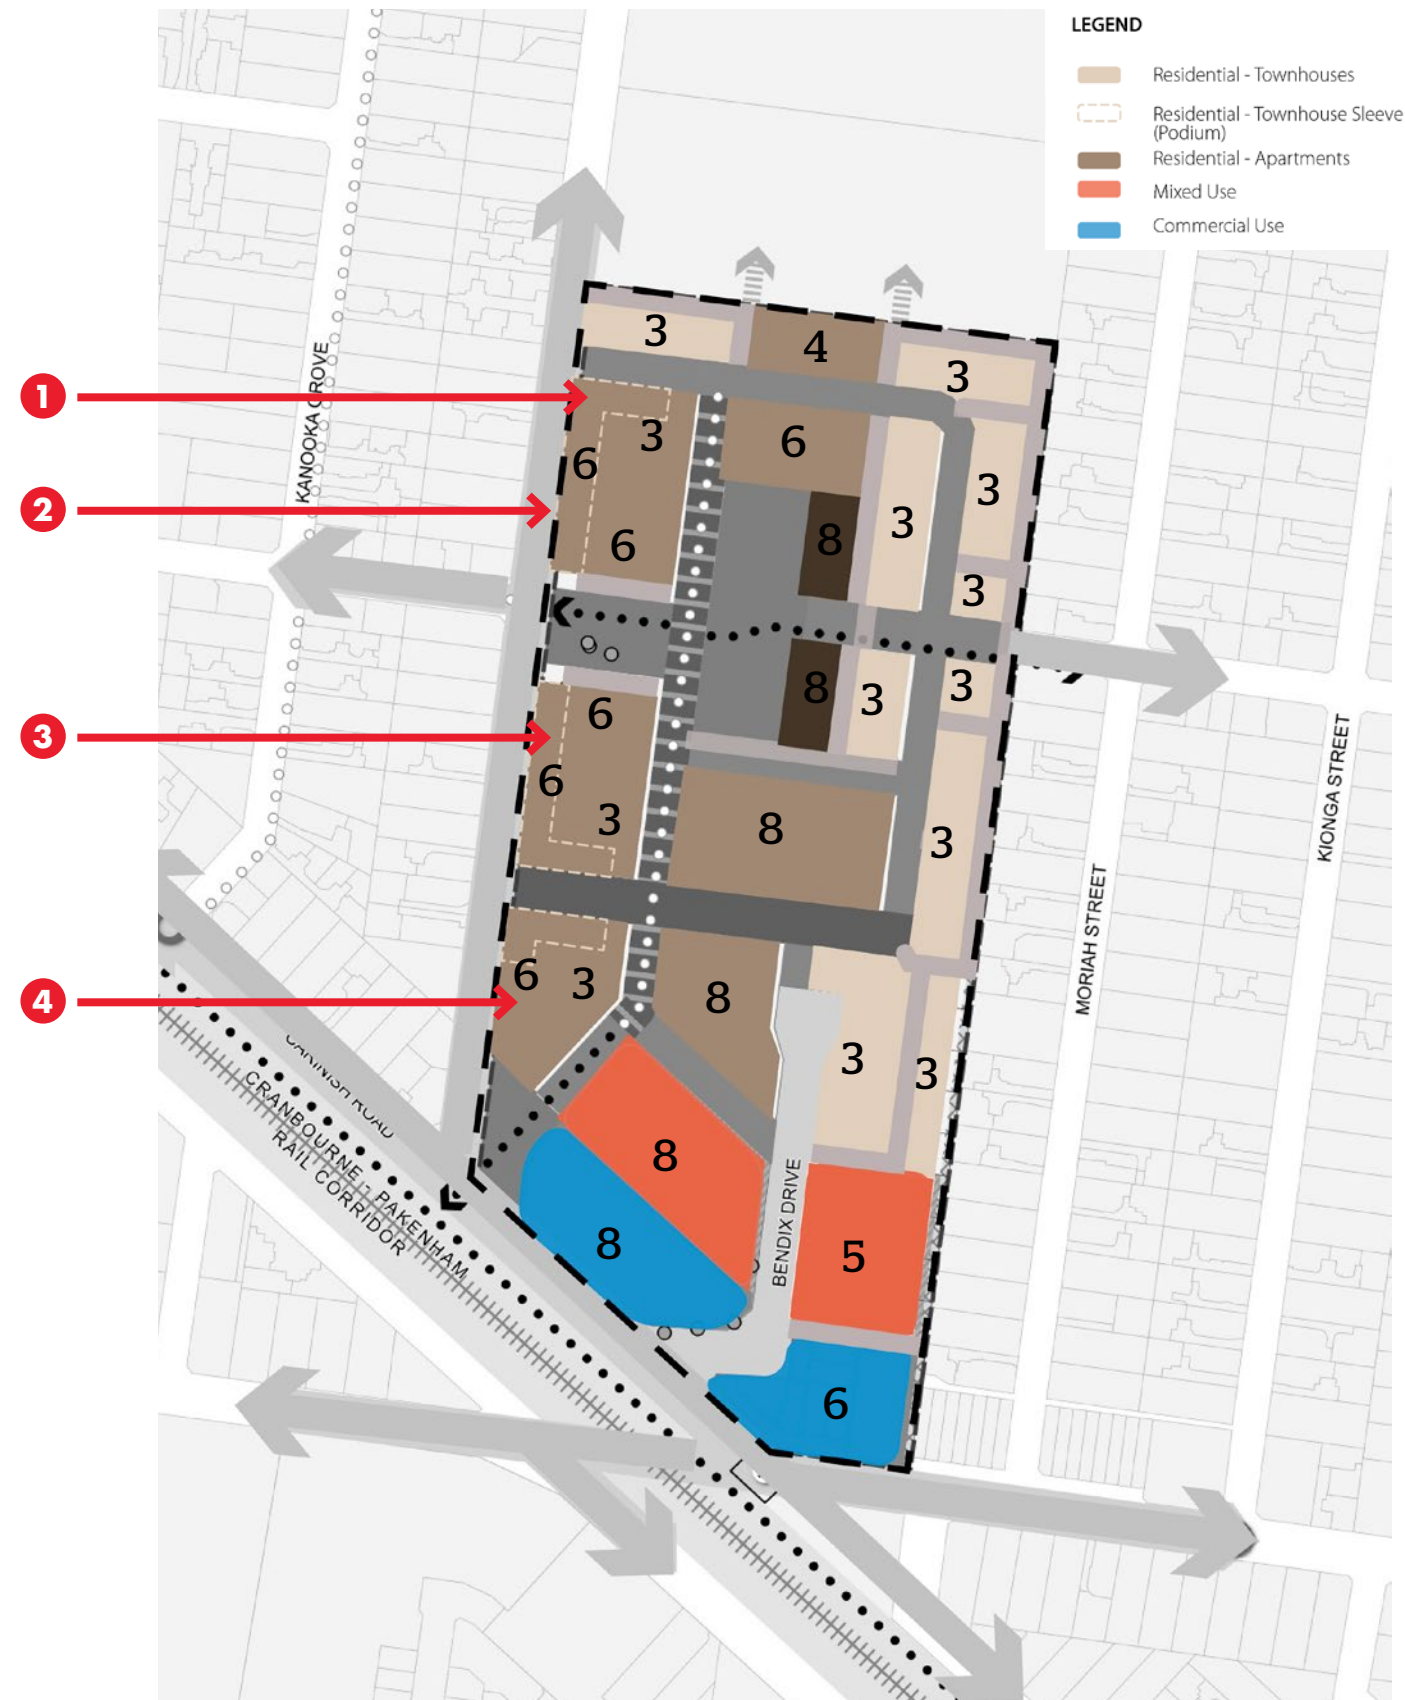 LEGEND
Residential - Townhouses
Residential - Townhouse Sleeve
(Podium)
Residential - Apartments
Mixed Use
Commercial Use
3
4
3
1
3
6
6
3
2
6
8
3
6
3
KANOOKA GROVE
8
3
3
3
6
6
3
8
3
4
6
3
8
3
3
8
8
5
6
BENDIX DRIVE
MORIAH STREET
KIONGA STREET
CARNISH ROAD
CRANBOURNE - PAKENHAM
RAIL CORRIDOR